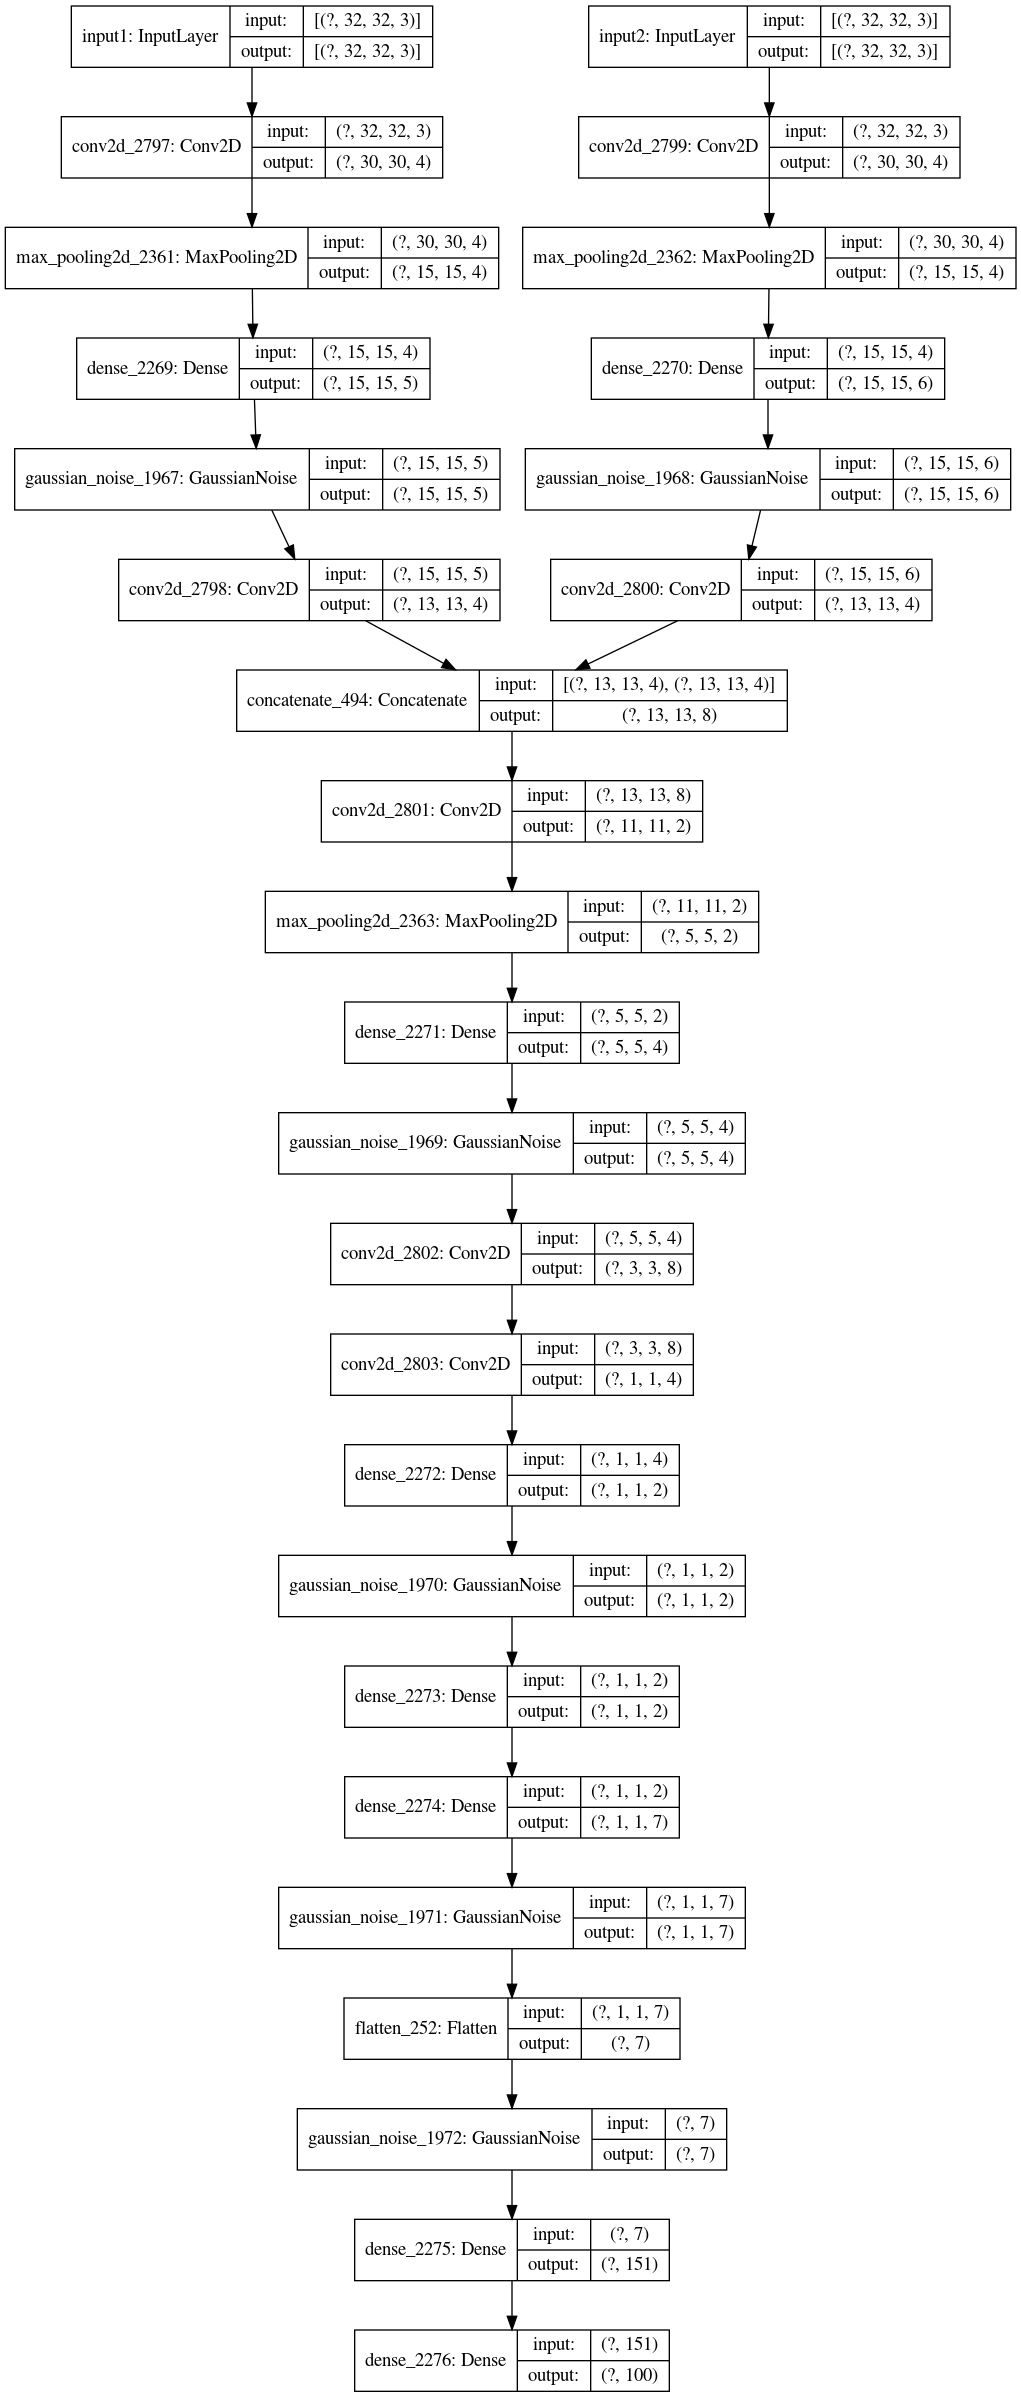 input1: InputLayer input: [(?, 32, 32, 3)]
output: [(?, 32, 32, 3)]
input2: InputLayer input: [(?, 32, 32, 3)]
output: [(?, 32, 32, 3)]
conv2d_2797: Conv2D input: (?, 32, 32, 3)
output: (?, 30, 30, 4)
conv2d_2799: Conv2D input: (?, 32, 32, 3)
output: (?, 30, 30, 4)
max_pooling2d_2361: MaxPooling2D input: (?, 30, 30, 4)
output: (?, 15, 15, 4)
max_pooling2d_2362: MaxPooling2D input: (?, 30, 30, 4)
output: (?, 15, 15, 4)
dense_2269: Dense input: (?, 15, 15, 4)
output: (?, 15, 15, 5)
dense_2270: Dense input: (?, 15, 15, 4)
output: (?, 15, 15, 6)
gaussian_noise_1967: GaussianNoise input: (?, 15, 15, 5)
output: (?, 15, 15, 5)
gaussian_noise_1968: GaussianNoise input: (?, 15, 15, 6)
output: (?, 15, 15, 6)
conv2d_2798: Conv2D input: (?, 15, 15, 5)
output: (?, 13, 13, 4)
conv2d_2800: Conv2D input: (?, 15, 15, 6)
output: (?, 13, 13, 4)
concatenate_494: Concatenate input: [(?, 13, 13, 4), (?, 13, 13, 4)]
output: (?, 13, 13, 8)
conv2d_2801: Conv2D input: (?, 13, 13, 8)
output: (?, 11, 11, 2)
max_pooling2d_2363: MaxPooling2D input: (?, 11, 11, 2)
output: (?, 5, 5, 2)
dense_2271: Dense input: (?, 5, 5, 2)
output: (?, 5, 5, 4)
gaussian_noise_1969: GaussianNoise input: (?, 5, 5, 4)
output: (?, 5, 5, 4)
conv2d_2802: Conv2D input: (?, 5, 5, 4)
output: (?, 3, 3, 8)
conv2d_2803: Conv2D input: (?, 3, 3, 8)
output: (?, 1, 1, 4)
dense_2272: Dense input: (?, 1, 1, 4)
output: (?, 1, 1, 2)
gaussian_noise_1970: GaussianNoise input: (?, 1, 1, 2)
output: (?, 1, 1, 2)
dense_2273: Dense input: (?, 1, 1, 2)
output: (?, 1, 1, 2)
dense_2274: Dense input: (?, 1, 1, 2)
output: (?, 1, 1, 7)
gaussian_noise_1971: GaussianNoise input: (?, 1, 1, 7)
output: (?, 1, 1, 7)
flatten_252: Flatten input: (?, 1, 1, 7)
output: (?, 7)
gaussian_noise_1972: GaussianNoise input: (?, 7)
output: (?, 7)
dense_2275: Dense input: (?, 7)
output: (?, 151)
dense_2276: Dense input: (?, 151)
output: (?, 100)